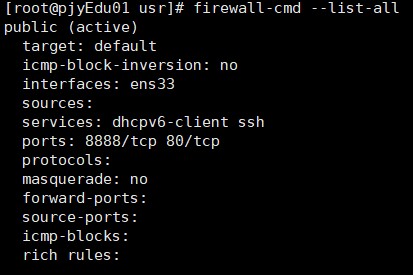 [root@pjyEdu01 usr]# firewall-cmd --list-all
public (active)
  target: default
  icmp-block-inversion: no
  interfaces: ens33
  sources:
  services: dhcpv6-client ssh
  ports: 8888/tcp 80/tcp
  protocols:
  masquerade: no
  forward-ports:
  source-ports:
  icmp-blocks:
  rich rules: